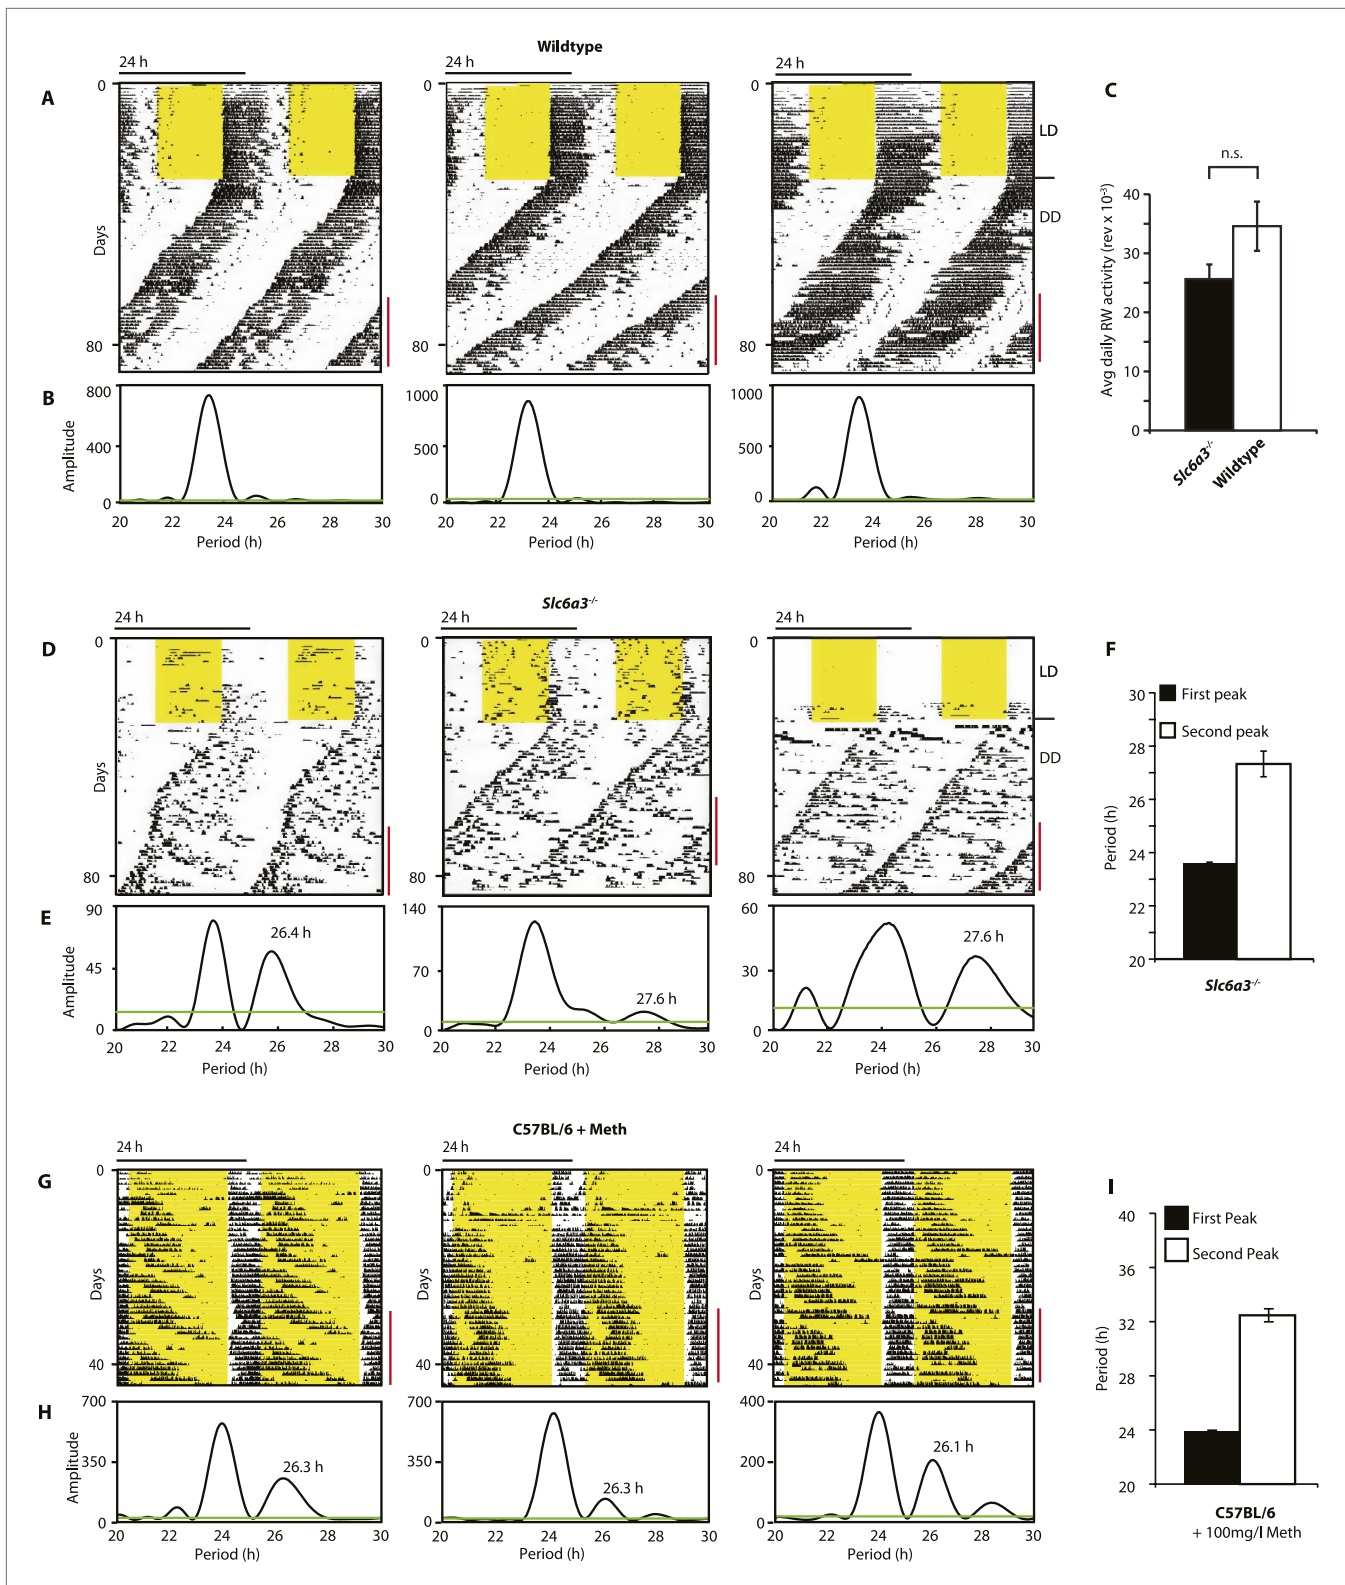 Wildtype
24 h
24 h
24 h
A
0
0
0
Days
80
80
80
LD
DD
B
Amplitude
800
400
0
1000
500
0
1000
500
0
20 22 24 26 28 30
20 22 24 26 28 30
20 22 24 26 28 30
Period (h)
Period (h)
Period (h)
C
n.s.
Avg daily RW activity (rev x 10⁻³)
40
30
20
10
0
Slc6a3⁻/⁻
Wildtype
Slc6a3⁻/⁻
24 h
24 h
24 h
D
0
0
0
Days
80
80
80
LD
DD
E
Amplitude
90
45
0
26.4 h
140
70
0
27.6 h
60
30
0
27.6 h
20 22 24 26 28 30
20 22 24 26 28 30
20 22 24 26 28 30
Period (h)
Period (h)
Period (h)
F
First peak
Second peak
Period (h)
30
28
26
24
22
20
Slc6a3⁻/⁻
C57BL/6 + Meth
24 h
24 h
24 h
G
0
0
0
Days
Days
Days
40
40
40
H
Amplitude
700
350
0
26.3 h
700
350
0
26.3 h
400
200
0
26.1 h
20 22 24 26 28 30
20 22 24 26 28 30
20 22 24 26 28 30
Period (h)
Period (h)
Period (h)
I
First Peak
Second Peak
Period (h)
40
36
32
28
24
20
C57BL/6
+ 100mg/l Meth